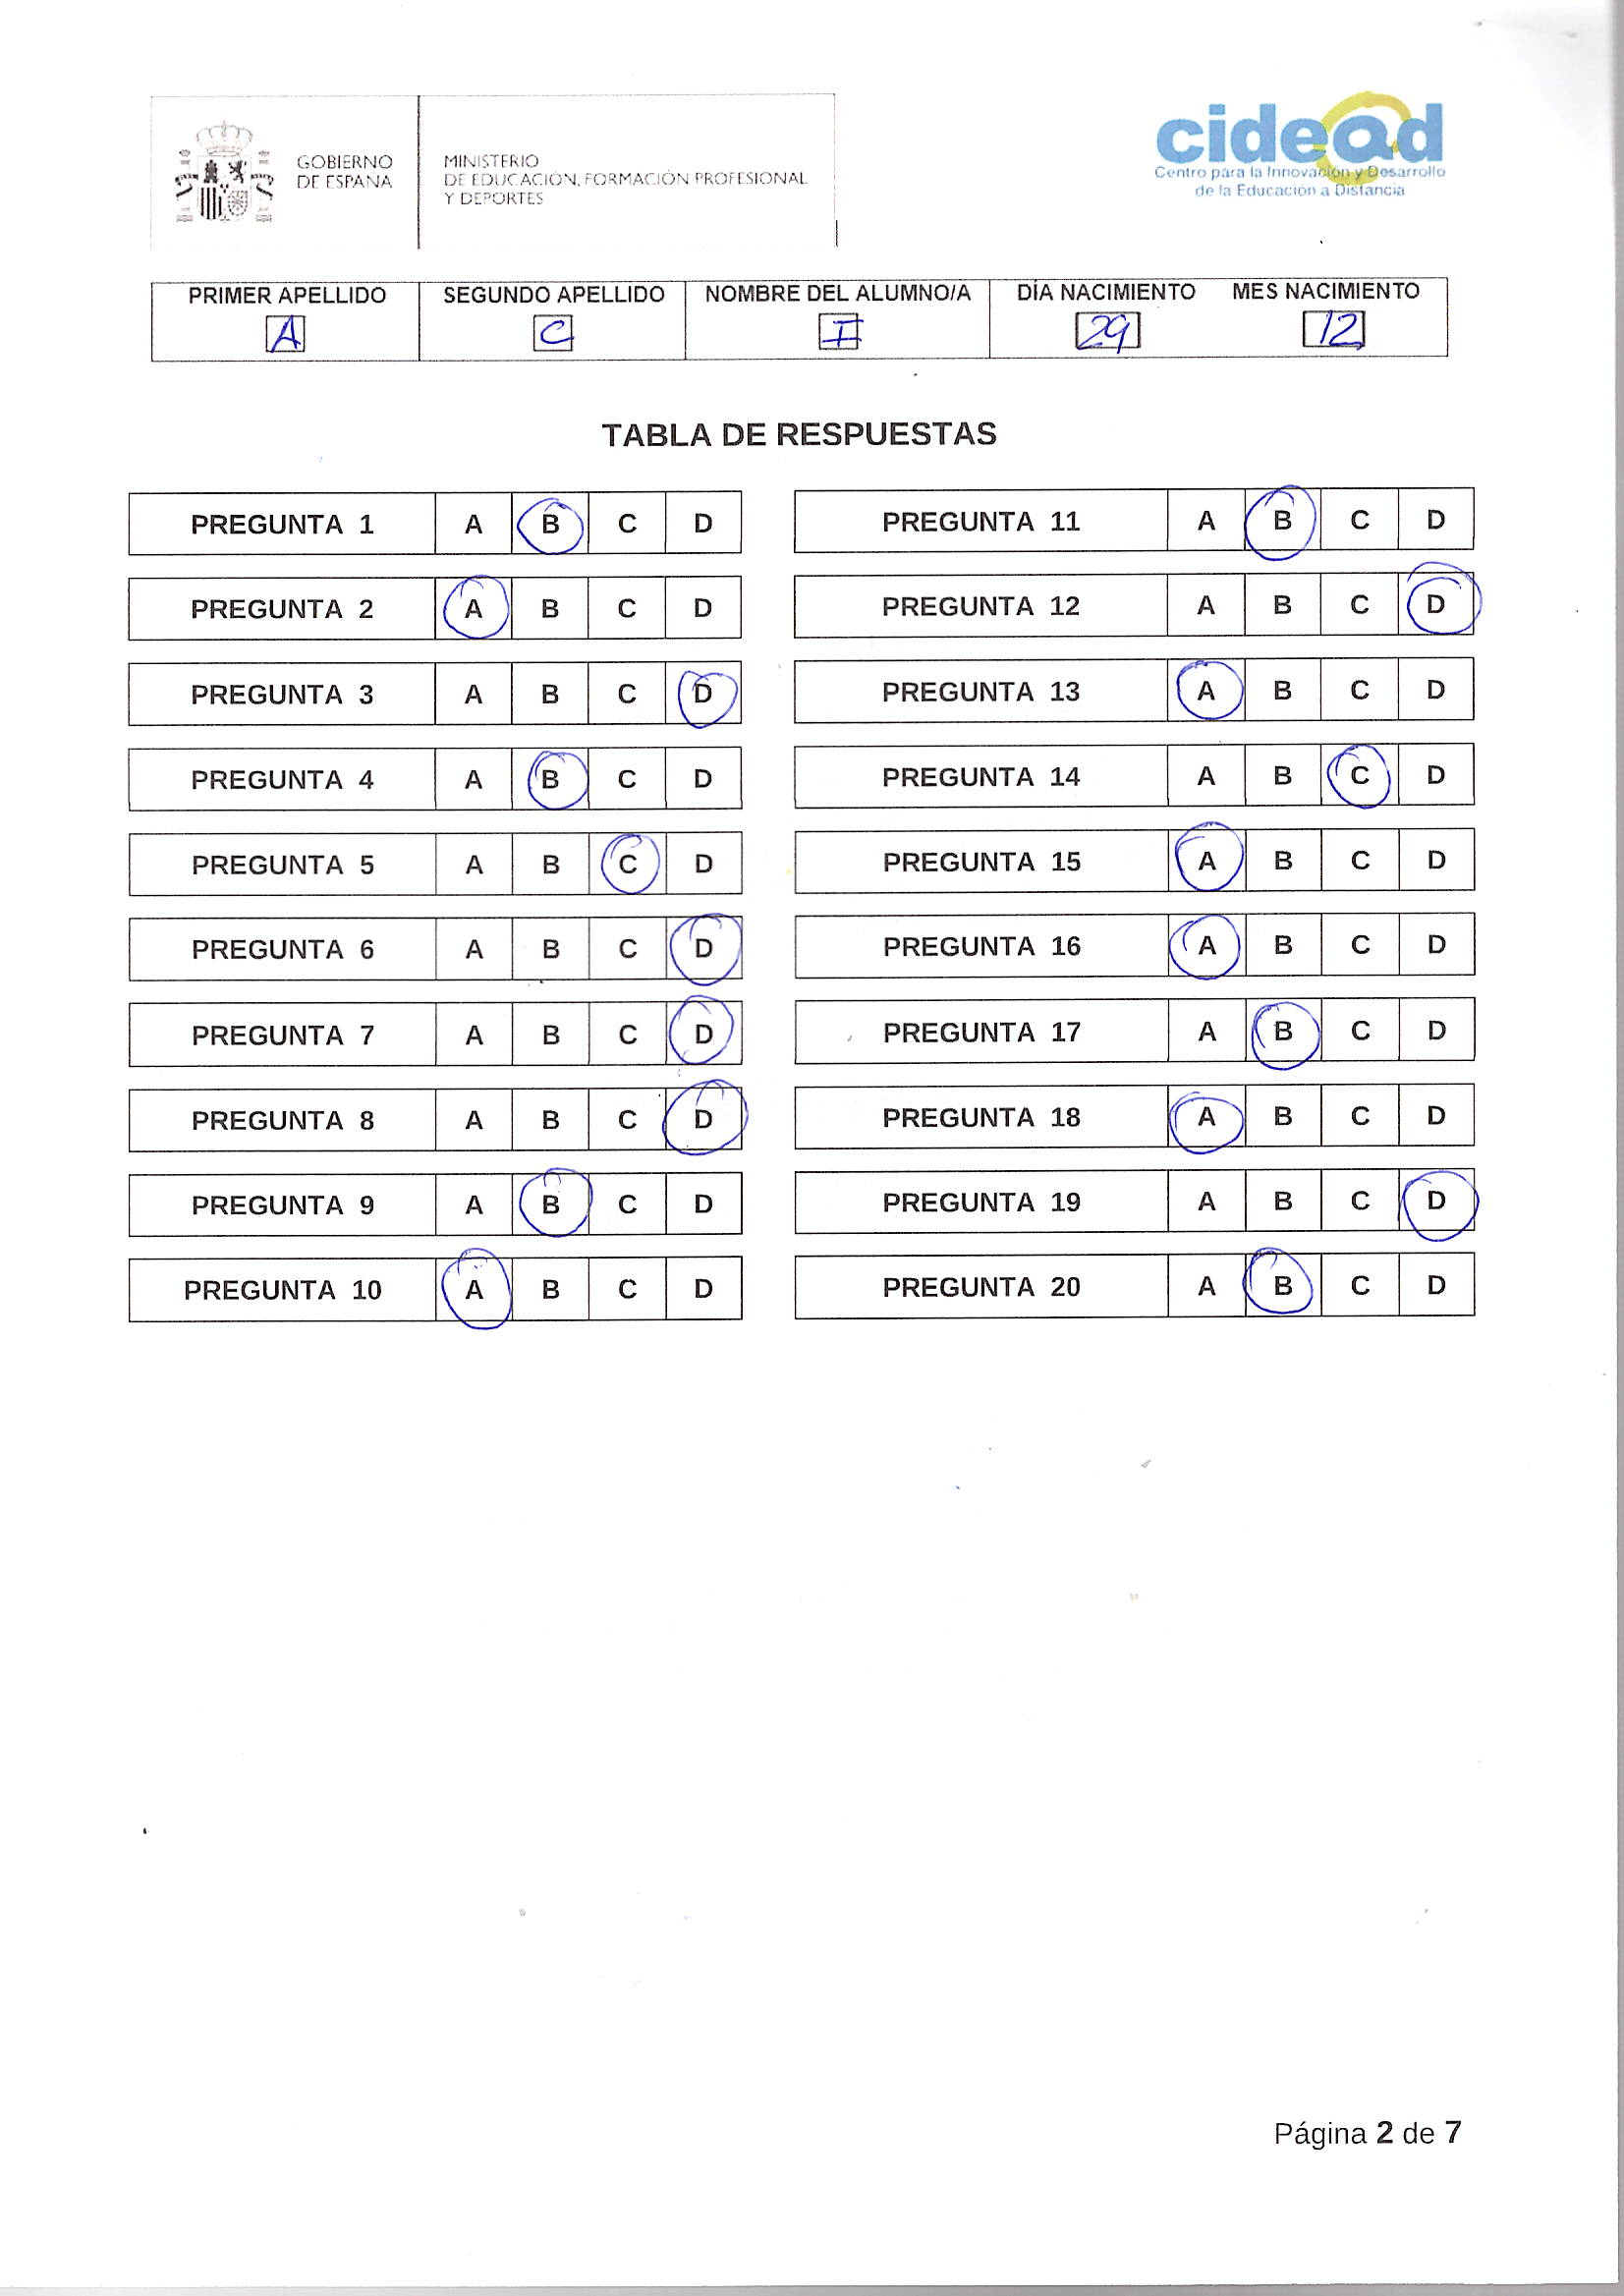 GOBIERNO
DE ESPAÑA
MINISTERIO
DE EDUCACIÓN, FORMACIÓN PROFESIONAL
Y DEPORTES
cidead
Centro para la Innovación y Desarrollo
de la Educación a Distancia
PRIMER APELLIDO SEGUNDO APELLIDO NOMBRE DEL ALUMNO/A DÍA NACIMIENTO MES NACIMIENTO
A C I 29 12
TABLA DE RESPUESTAS
PREGUNTA 1 A B C D
PREGUNTA 2 A B C D
PREGUNTA 3 A B C D
PREGUNTA 4 A B C D
PREGUNTA 5 A B C D
PREGUNTA 6 A B C D
PREGUNTA 7 A B C D
PREGUNTA 8 A B C D
PREGUNTA 9 A B C D
PREGUNTA 10 A B C D
PREGUNTA 11 A B C D
PREGUNTA 12 A B C D
PREGUNTA 13 A B C D
PREGUNTA 14 A B C D
PREGUNTA 15 A B C D
PREGUNTA 16 A B C D
PREGUNTA 17 A B C D
PREGUNTA 18 A B C D
PREGUNTA 19 A B C D
PREGUNTA 20 A B C D
Página 2 de 7